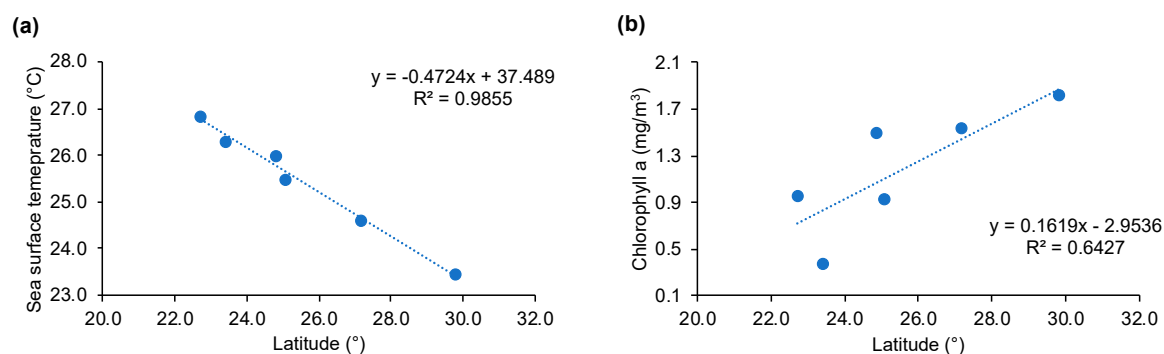 (a)
Sea surface temeprature (°C)
28.0
27.0
26.0
25.0
24.0
23.0
y = -0.4724x + 37.489
R² = 0.9855
20.0 22.0 24.0 26.0 28.0 30.0 32.0
Latitude (°)
(b)
Chlorophyll a (mg/m³)
2.1
1.7
1.3
0.9
0.5
0.1
y = 0.1619x - 2.9536
R² = 0.6427
20.0 22.0 24.0 26.0 28.0 30.0 32.0
Latitude (°)